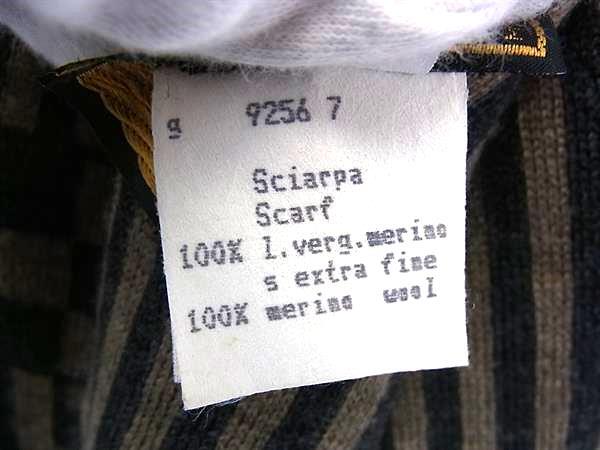 g 9256 7
Sciarpa
Scarf
100% l.verg.merino
s extra fine
100% merino wool